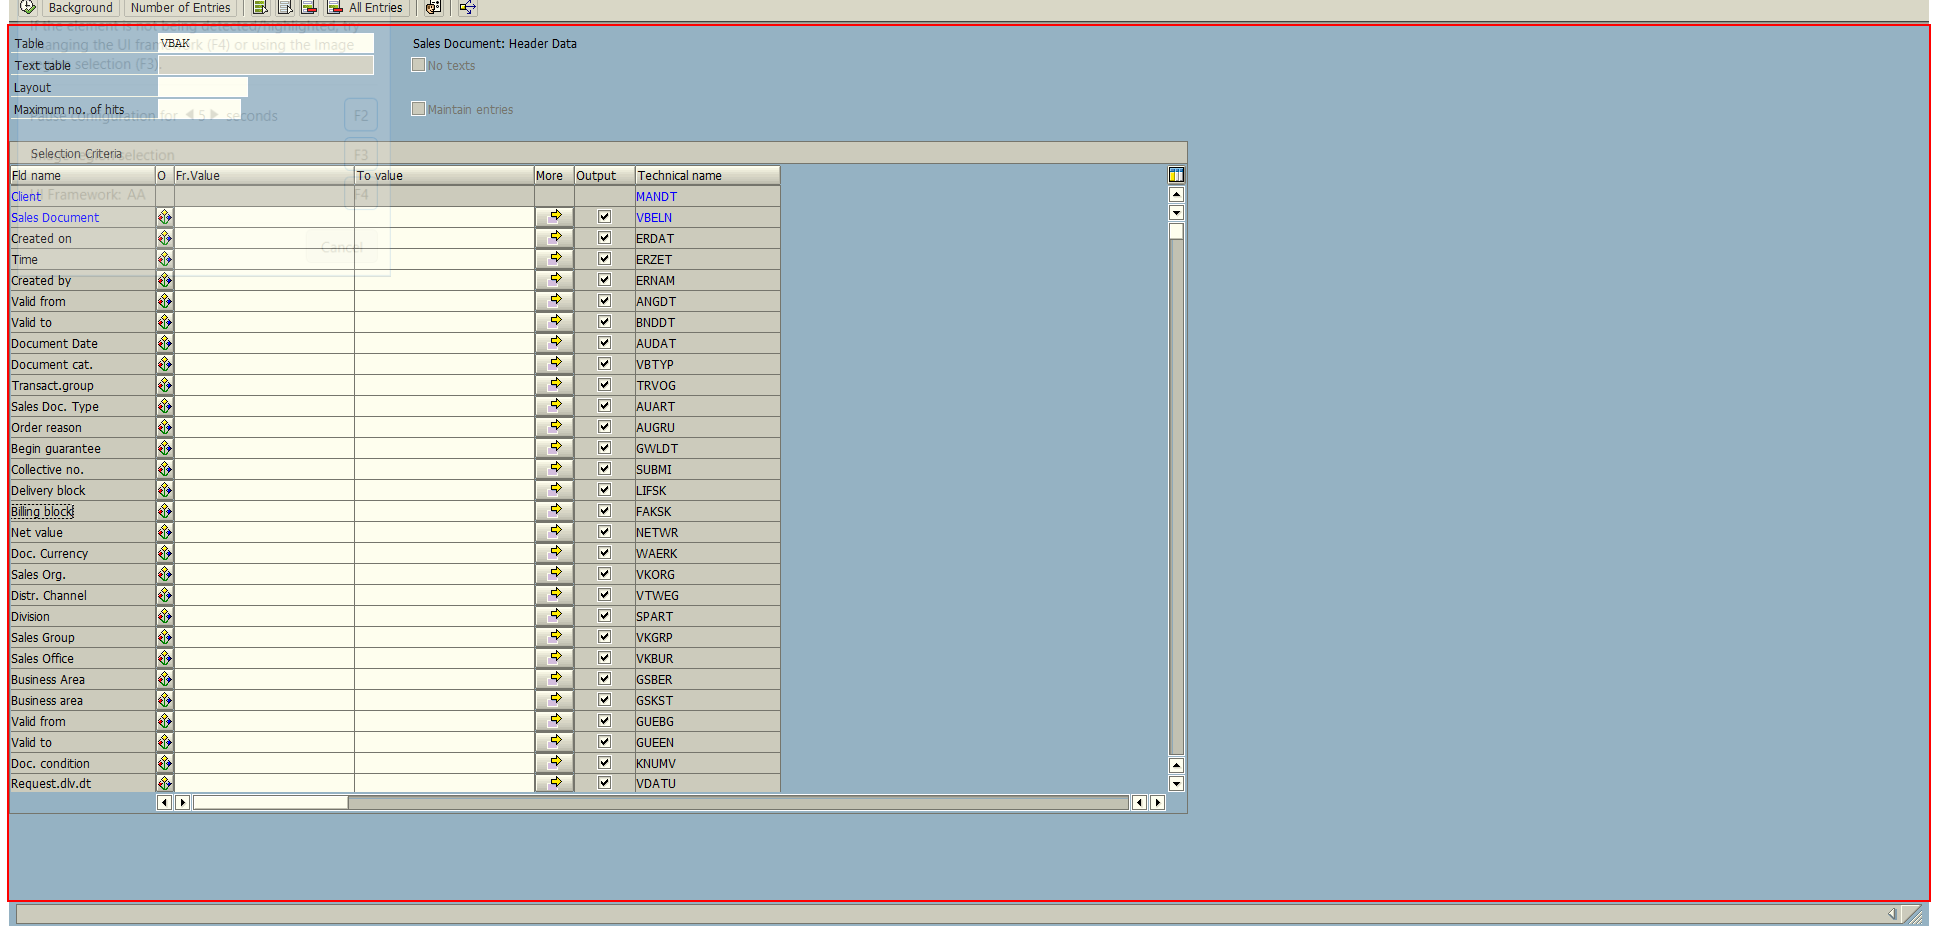 Background Number of Entries All Entries
If the element is not being detected/highlighted, try
changing the UI framework (F4) or using the Image
selection (F3).
Table VBAK Sales Document: Header Data
Text table No texts
Layout
Maximum no. of hits Maintain entries
Pause configuration for 5 seconds F2
Selection Criteria
selection F3
Fld name O Fr.Value To value More Output Technical name
Client MANDT
UI Framework: AA F4
Sales Document VBELN
Created on ERDAT
Cancel
Time ERZET
Created by ERNAM
Valid from ANGDT
Valid to BNDDT
Document Date AUDAT
Document cat. VBTYP
Transact.group TRVOG
Sales Doc. Type AUART
Order reason AUGRU
Begin guarantee GWLDT
Collective no. SUBMI
Delivery block LIFSK
Billing block FAKSK
Net value NETWR
Doc. Currency WAERK
Sales Org. VKORG
Distr. Channel VTWEG
Division SPART
Sales Group VKGRP
Sales Office VKBUR
Business Area GSBER
Business area GSKST
Valid from GUEBG
Valid to GUEEN
Doc. condition KNUMV
Request.dlv.dt VDATU